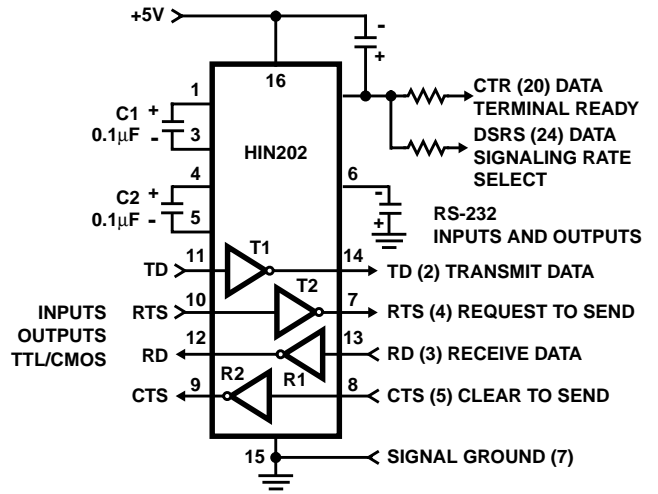 +5V
-
+
16
1
C1
+
0.1µF
-
3
HIN202
CTR (20) DATA
TERMINAL READY
DSRS (24) DATA
SIGNALING RATE
SELECT
4
C2
+
0.1µF
-
5
6
-
+
RS-232
INPUTS AND OUTPUTS
TD 11 T1 14 TD (2) TRANSMIT DATA
RTS 10 T2 7 RTS (4) REQUEST TO SEND
INPUTS
OUTPUTS
TTL/CMOS
RD 12 R1 13 RD (3) RECEIVE DATA
CTS 9 R2 8 CTS (5) CLEAR TO SEND
15 SIGNAL GROUND (7)